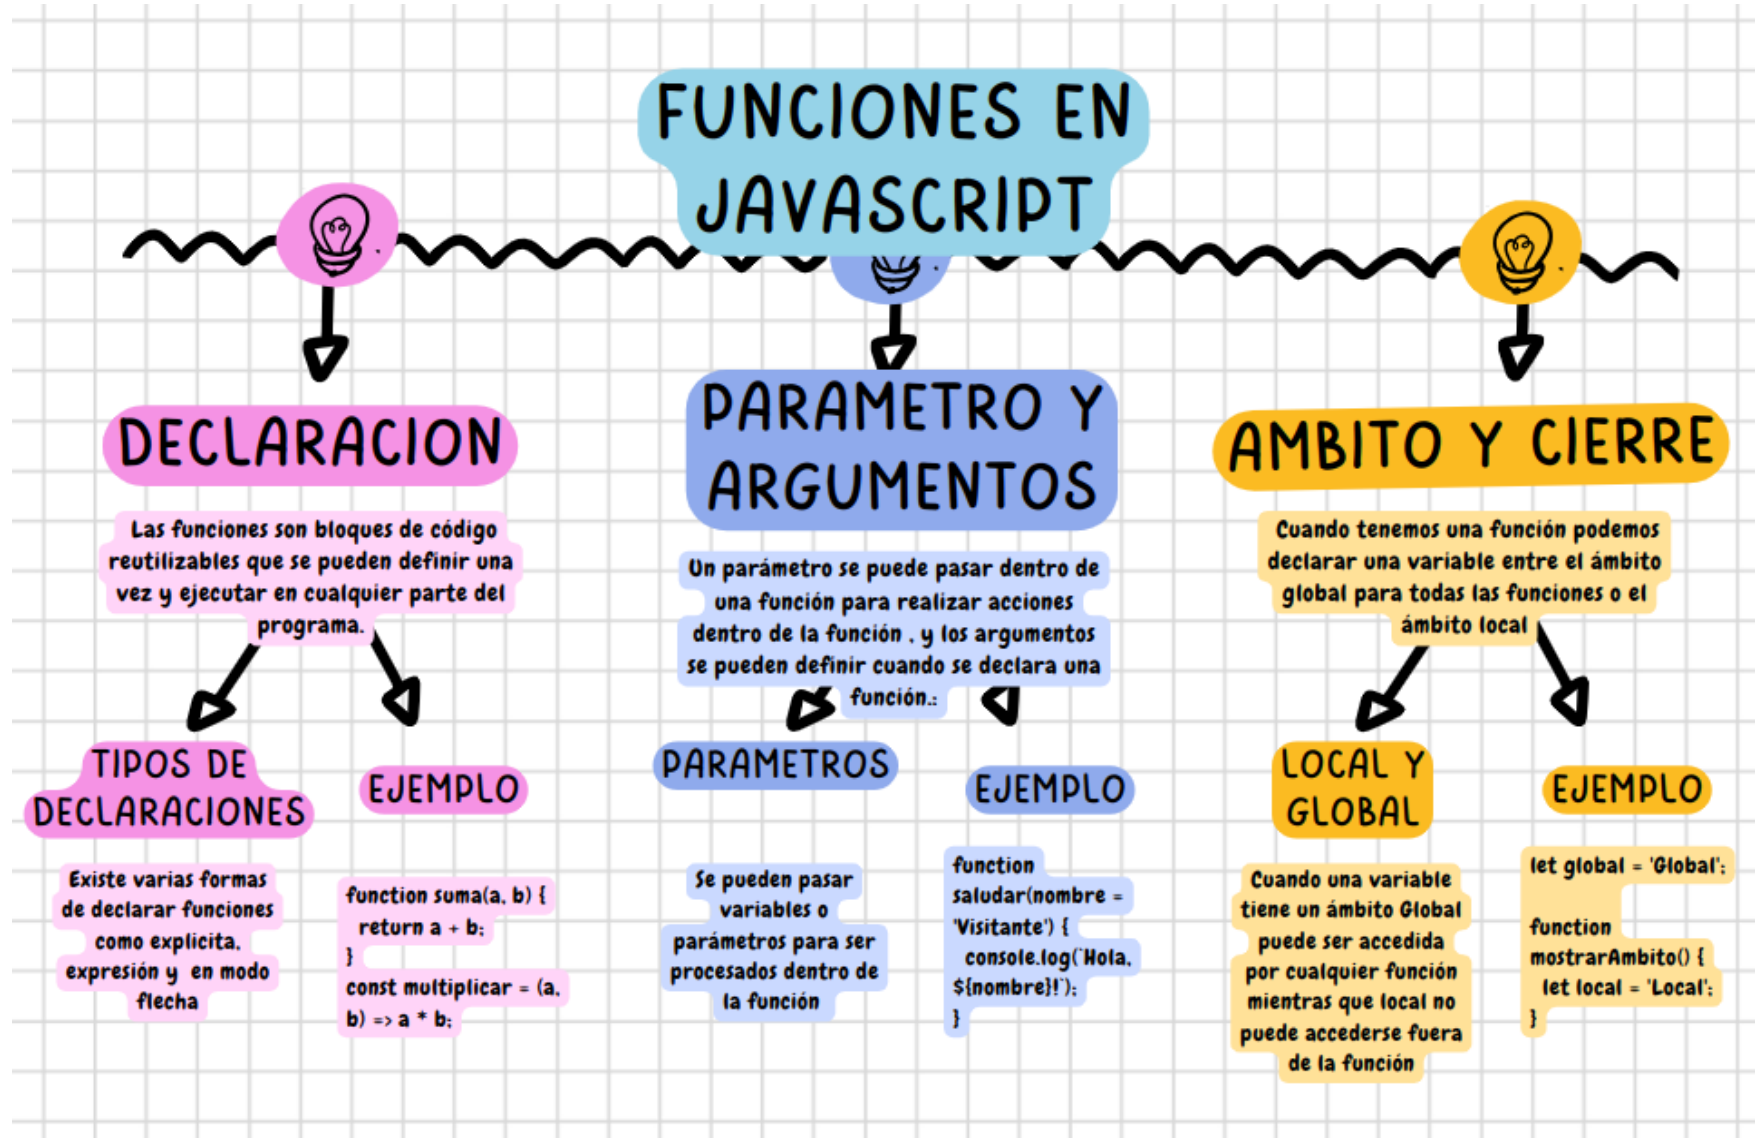 FUNCIONES EN
JAVASCRIPT
DECLARACION
Las funciones son bloques de código
reutilizables que se pueden definir una
vez y ejecutar en cualquier parte del
programa.
TIPOS DE
DECLARACIONES
Existe varias formas
de declarar funciones
como explícita,
expresión y en modo
flecha
EJEMPLO
function suma(a, b) {
return a + b;
}
const multiplicar = (a,
b) => a * b;
PARAMETRO Y
ARGUMENTOS
Un parámetro se puede pasar dentro de
una función para realizar acciones
dentro de la función , y los argumentos
se pueden definir cuando se declara una
función.:
PARAMETROS
Se pueden pasar
variables o
parámetros para ser
procesados dentro de
la función
EJEMPLO
function
saludar(nombre =
'Visitante') {
console.log(`Hola,
${nombre}!`);
}
AMBITO Y CIERRE
Cuando tenemos una función podemos
declarar una variable entre el ámbito
global para todas las funciones o el
ámbito local
LOCAL Y
GLOBAL
Cuando una variable
tiene un ámbito Global
puede ser accedida
por cualquier función
mientras que local no
puede accederse fuera
de la función
EJEMPLO
let global = 'Global';
function
mostrarAmbito() {
let local = 'Local';
}